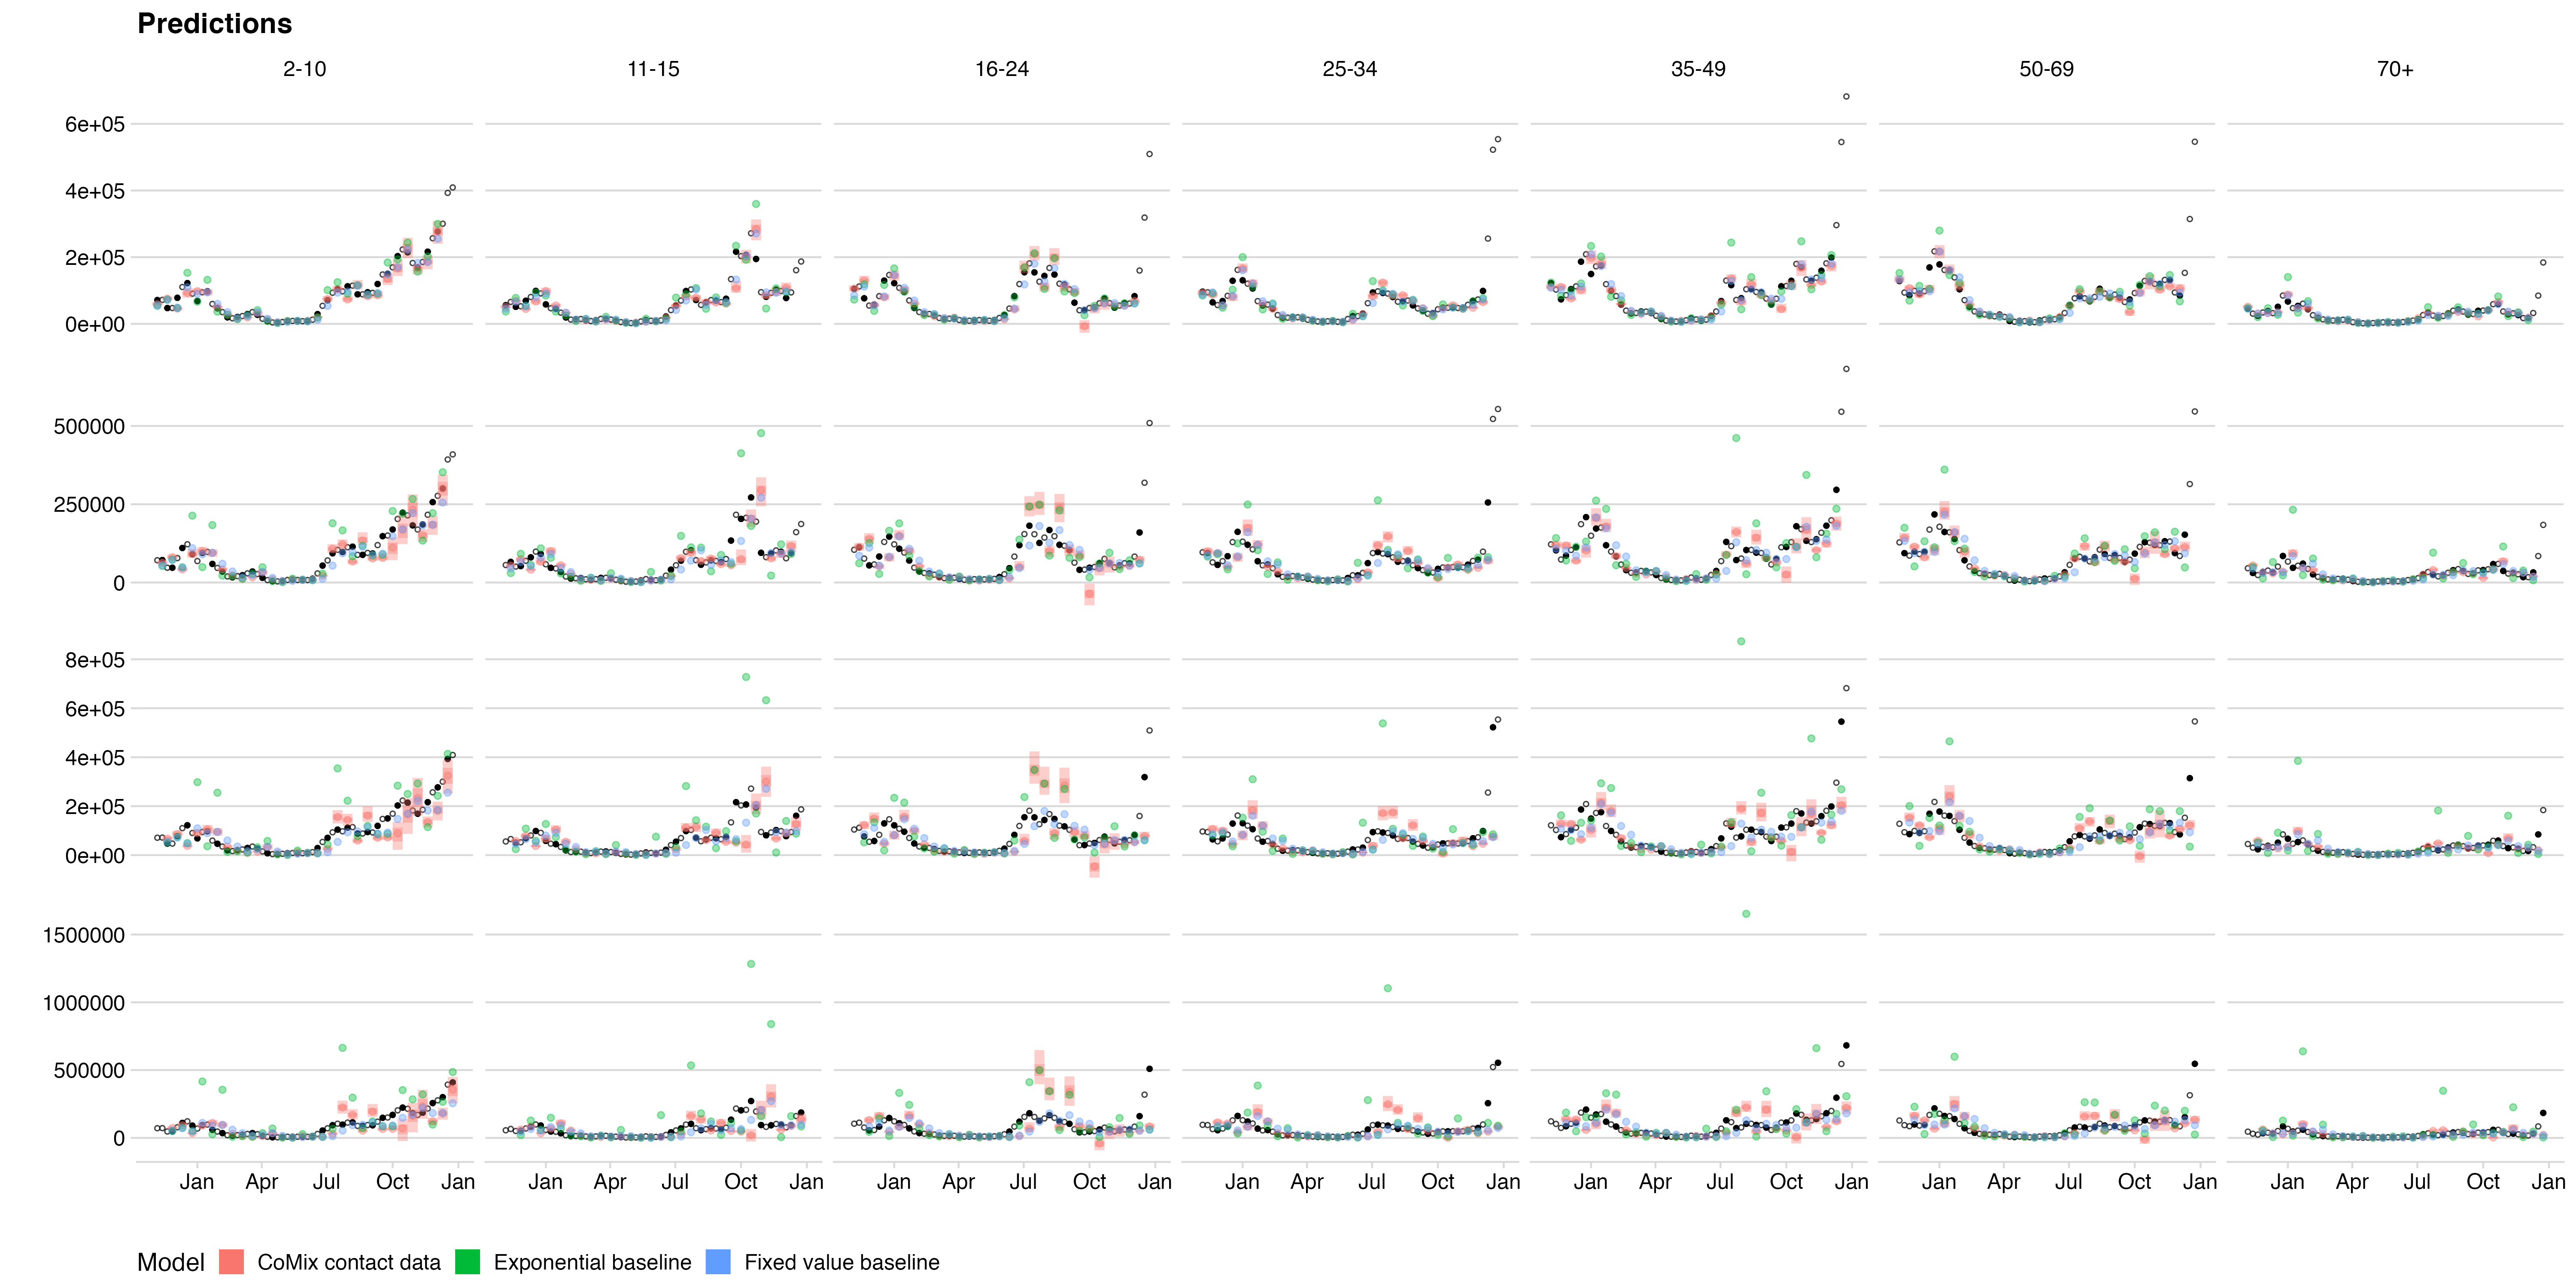 Predictions
2-10 11-15 16-24 25-34 35-49 50-69 70+
6e+05
4e+05
2e+05
0e+00
500000
250000
0
8e+05
6e+05
4e+05
2e+05
0e+00
1500000
1000000
500000
0
Jan Apr Jul Oct Jan Jan Apr Jul Oct Jan Jan Apr Jul Oct Jan Jan Apr Jul Oct Jan Jan Apr Jul Oct Jan Jan Apr Jul Oct Jan Jan Apr Jul Oct Jan
Model CoMix contact data Exponential baseline Fixed value baseline